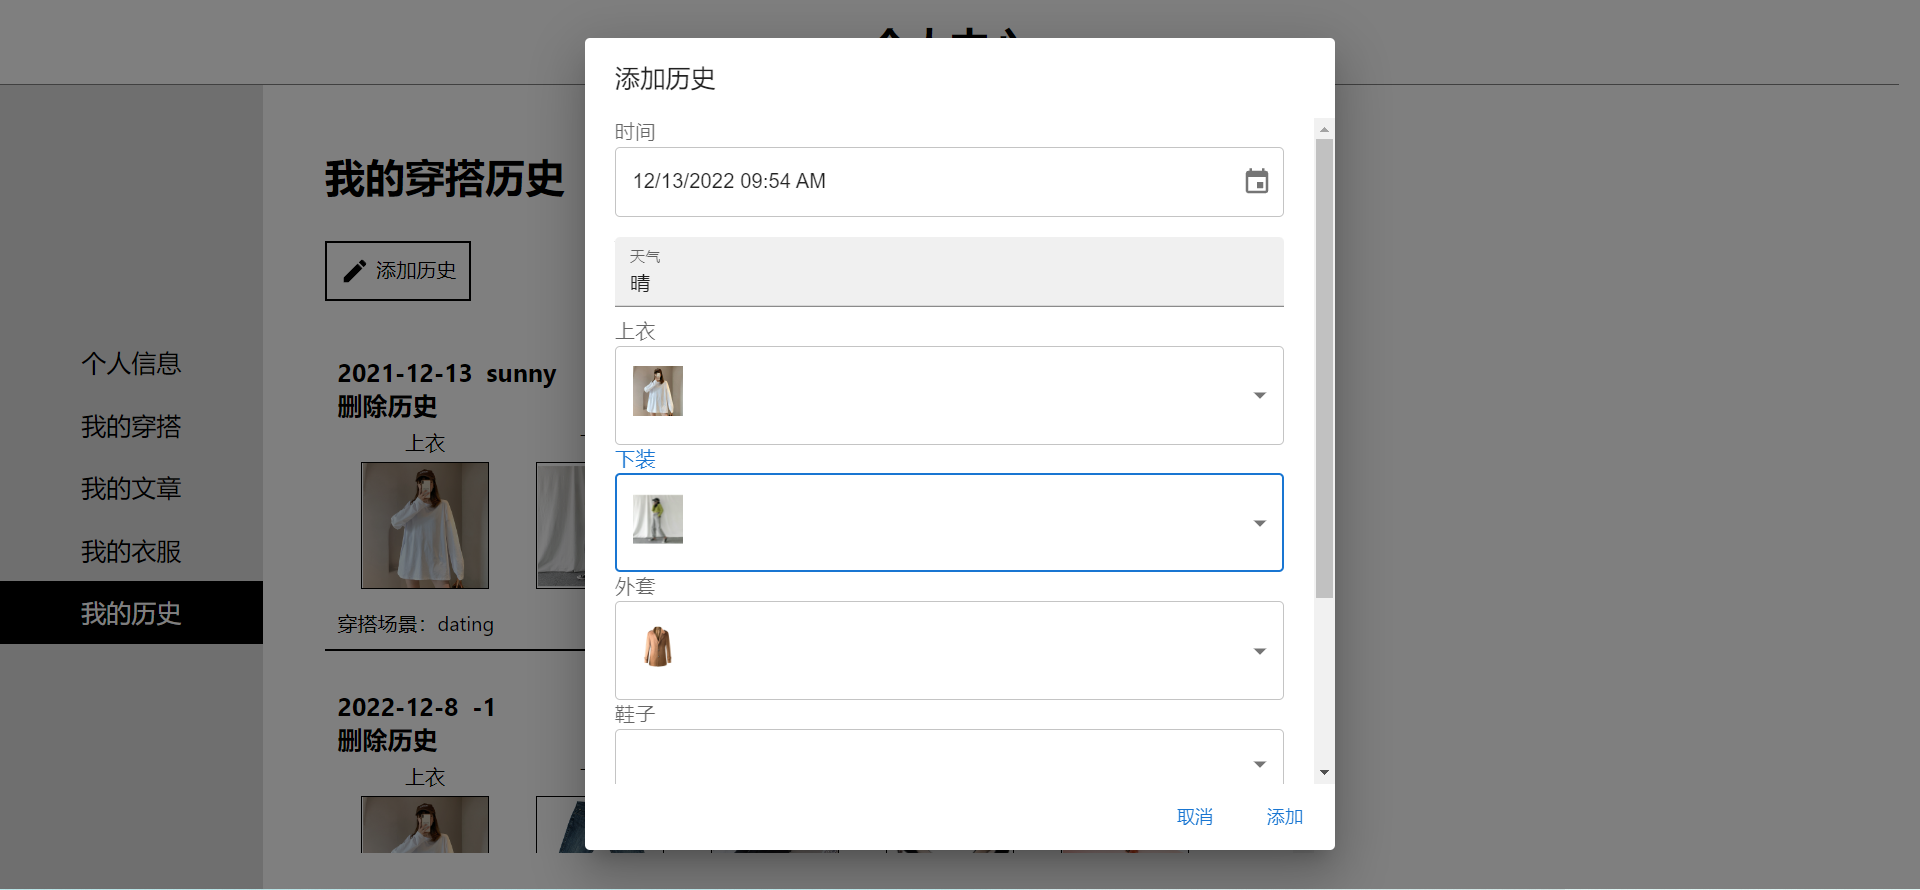 个人中心
添加历史
时间
12/13/2022 09:54 AM
天气
晴
上衣
下装
外套
鞋子
取消
添加
我的穿搭历史
添加历史
个人信息
我的穿搭
我的文章
我的衣服
我的历史
2021-12-13 sunny
删除历史
上衣
穿搭场景：dating
2022-12-8 -1
删除历史
上衣